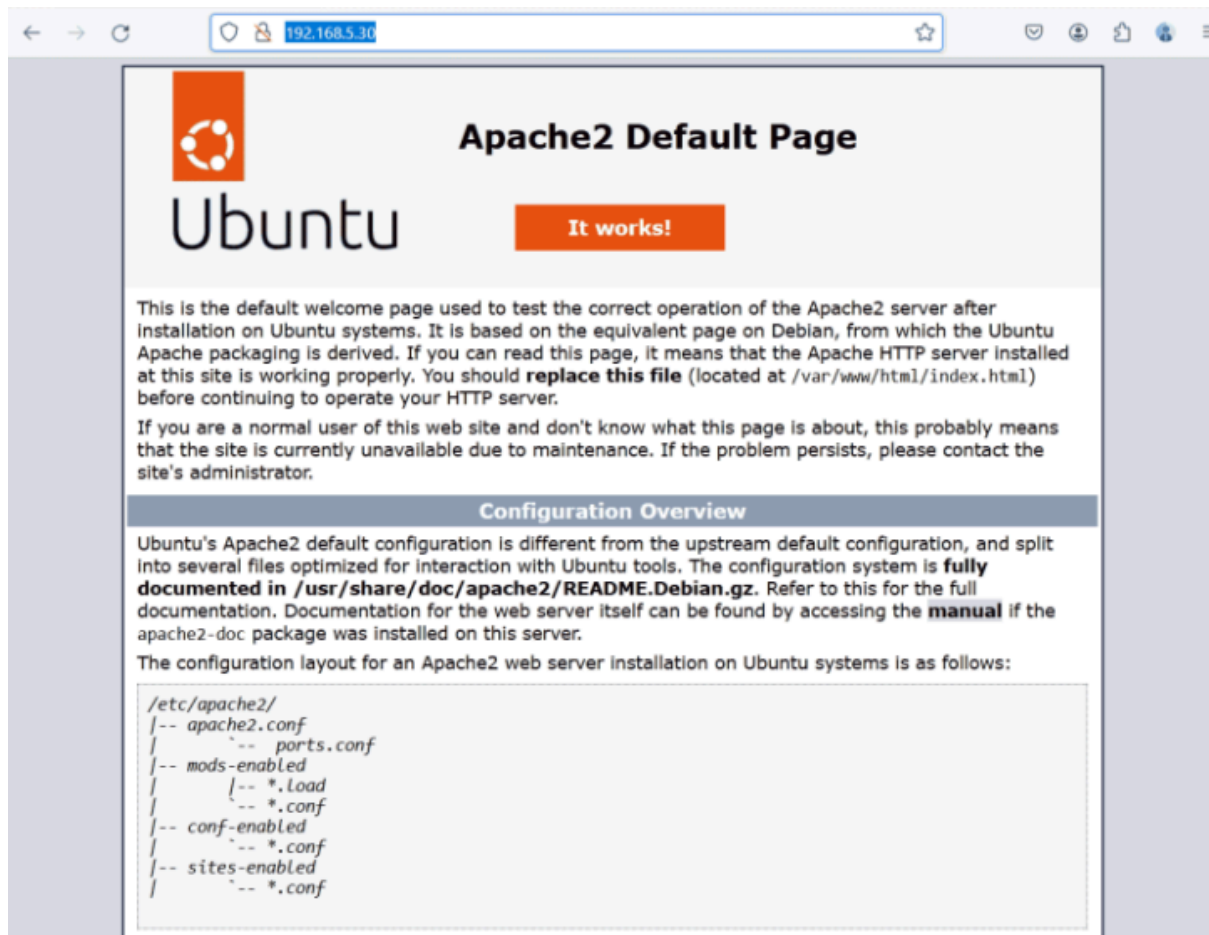 192.168.5.30
Apache2 Default Page
Ubuntu
It works!
This is the default welcome page used to test the correct operation of the Apache2 server after
installation on Ubuntu systems. It is based on the equivalent page on Debian, from which the Ubuntu
Apache packaging is derived. If you can read this page, it means that the Apache HTTP server installed
at this site is working properly. You should replace this file (located at /var/www/html/index.html)
before continuing to operate your HTTP server.
If you are a normal user of this web site and don't know what this page is about, this probably means
that the site is currently unavailable due to maintenance. If the problem persists, please contact the
site's administrator.
Configuration Overview
Ubuntu's Apache2 default configuration is different from the upstream default configuration, and split
into several files optimized for interaction with Ubuntu tools. The configuration system is fully
documented in /usr/share/doc/apache2/README.Debian.gz. Refer to this for the full
documentation. Documentation for the web server itself can be found by accessing the manual if the
apache2-doc package was installed on this server.
The configuration layout for an Apache2 web server installation on Ubuntu systems is as follows:
/etc/apache2/
|-- apache2.conf
|       `--  ports.conf
|-- mods-enabled
|       |-- *.load
|       `-- *.conf
|-- conf-enabled
|       `-- *.conf
|-- sites-enabled
|       `-- *.conf